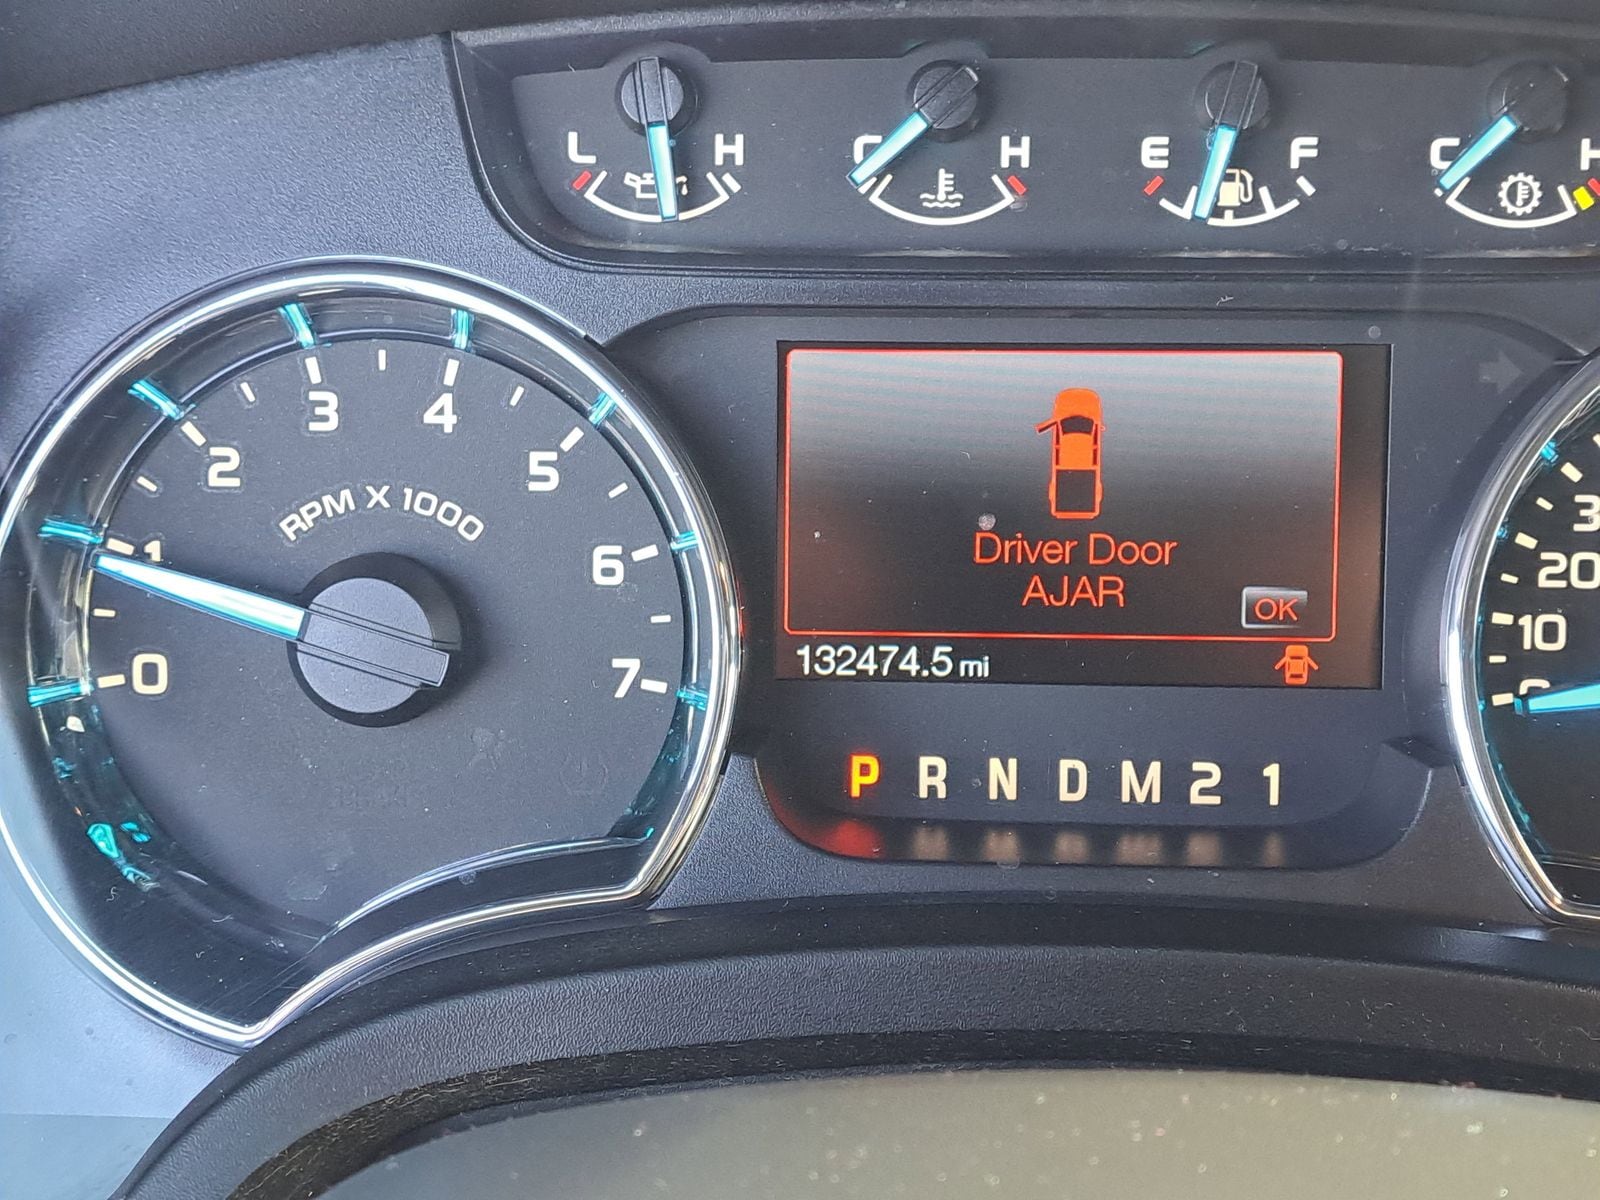 L H
C H
E F
C H
0 1 2 3 4 5 6 7
RPM X 1000
Driver Door
AJAR
OK
132474.5 mi
P R N D M 2 1
0 10 20